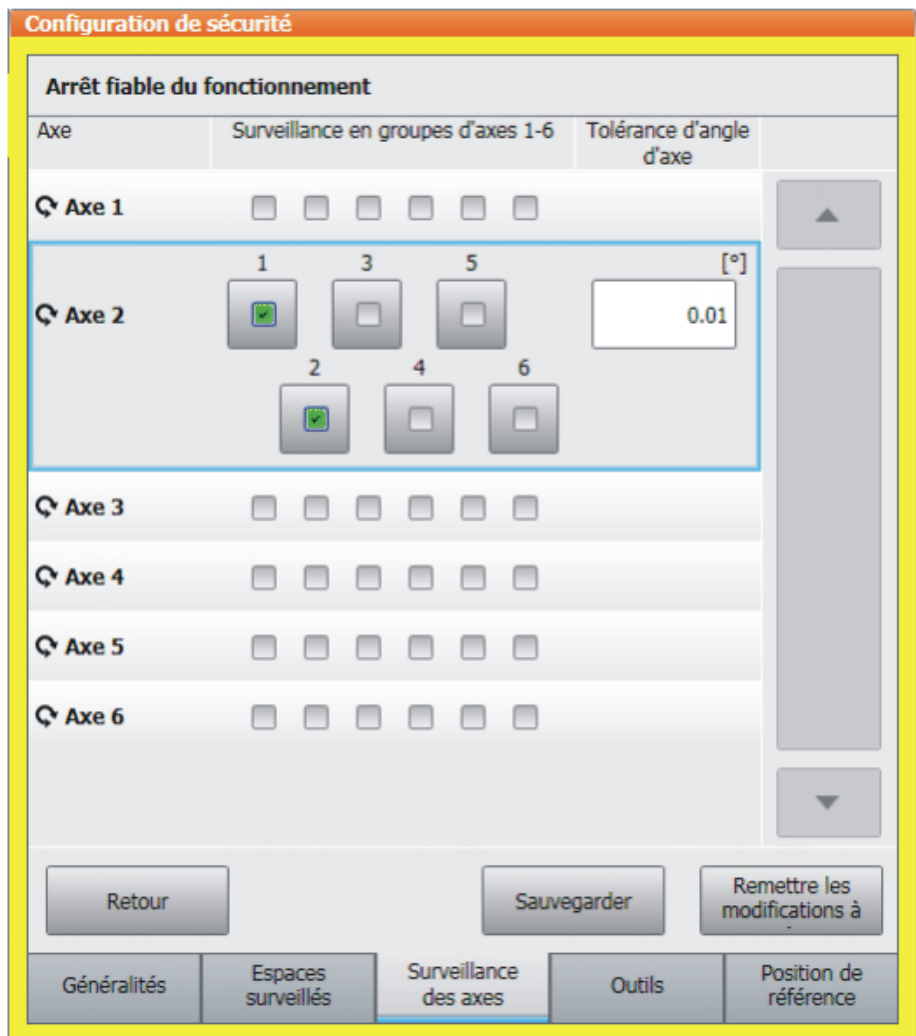 Configuration de sécurité
Arrêt fiable du fonctionnement
Axe
Surveillance en groupes d'axes 1-6
Tolérance d'angle
d'axe
Axe 1
1 3 5
[°]
Axe 2
0.01
2 4 6
Axe 3
Axe 4
Axe 5
Axe 6
Retour
Sauvegarder
Remettre les
modifications à
Généralités
Espaces
surveillés
Surveillance
des axes
Outils
Position de
référence